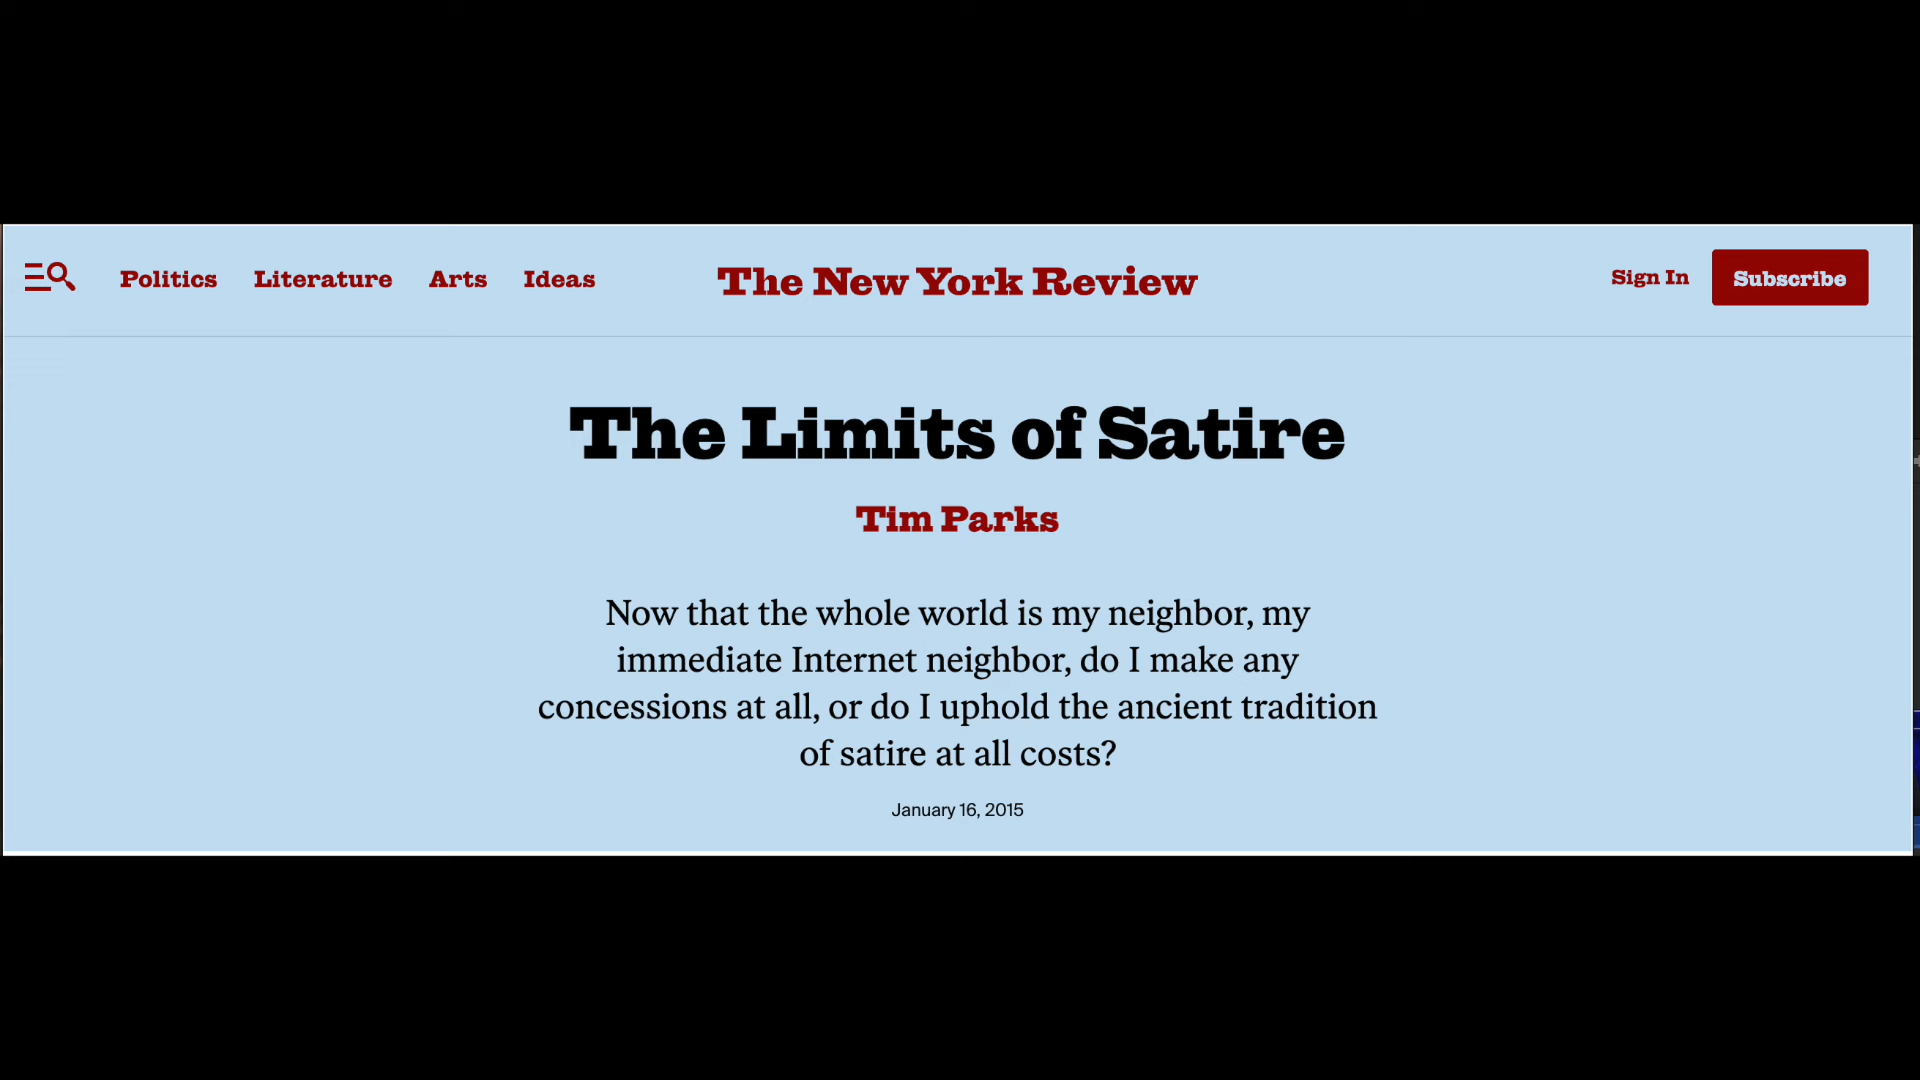 Politics Literature Arts Ideas The New York Review Sign In Subscribe
The Limits of Satire
Tim Parks
Now that the whole world is my neighbor, my
immediate Internet neighbor, do I make any
concessions at all, or do I uphold the ancient tradition
of satire at all costs?
January 16, 2015